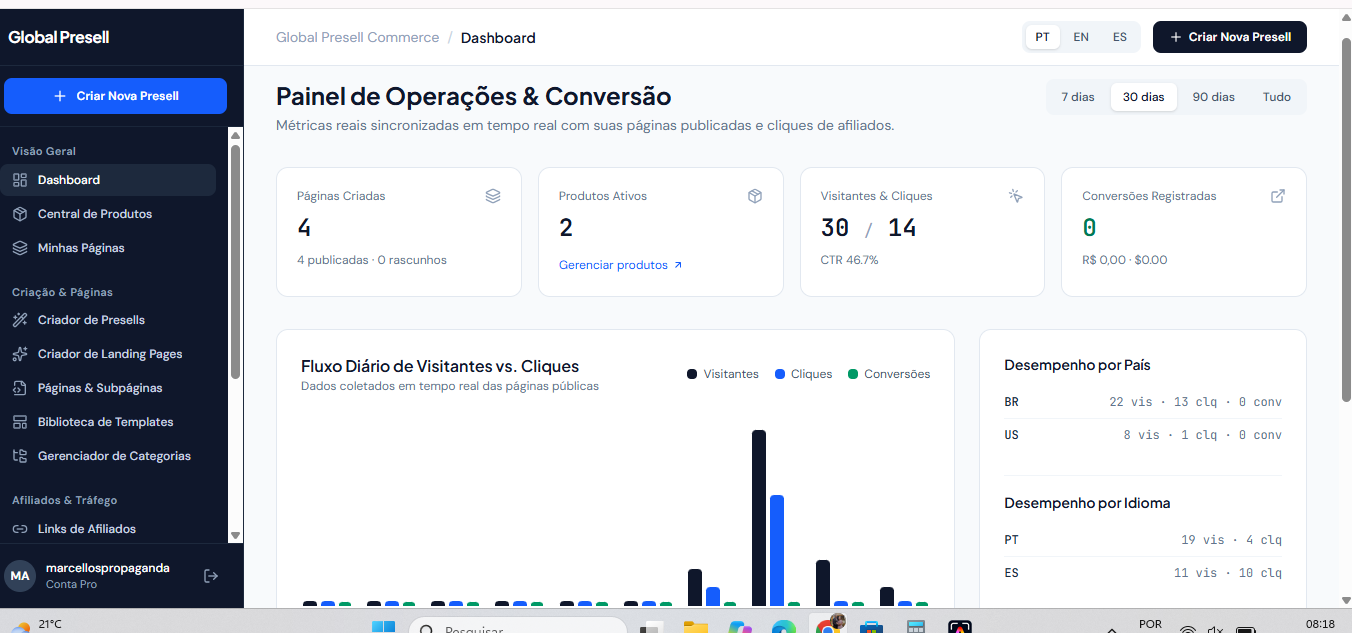 Global Presell
Criar Nova Presell
Visão Geral
Dashboard
Central de Produtos
Minhas Páginas
Criação & Páginas
Criador de Presells
Criador de Landing Pages
Páginas & Subpáginas
Biblioteca de Templates
Gerenciador de Categorias
Afiliados & Tráfego
Links de Afiliados
MA
marcellospropaganda
Conta Pro
Global Presell Commerce / Dashboard
PT EN ES
+ Criar Nova Presell
Painel de Operações & Conversão
Métricas reais sincronizadas em tempo real com suas páginas publicadas e cliques de afiliados.
7 dias 30 dias 90 dias Tudo
Páginas Criadas
4
4 publicadas · 0 rascunhos
Produtos Ativos
2
Gerenciar produtos ↗
Visitantes & Cliques
30 / 14
CTR 46.7%
Conversões Registradas
0
R$ 0,00 · $0.00
Fluxo Diário de Visitantes vs. Cliques
Dados coletados em tempo real das páginas públicas
Visitantes Cliques Conversões
Desempenho por País
BR 22 vis · 13 clq · 0 conv
US 8 vis · 1 clq · 0 conv
Desempenho por Idioma
PT 19 vis · 4 clq
ES 11 vis · 10 clq
21°C
Pesquisar
POR
08:18